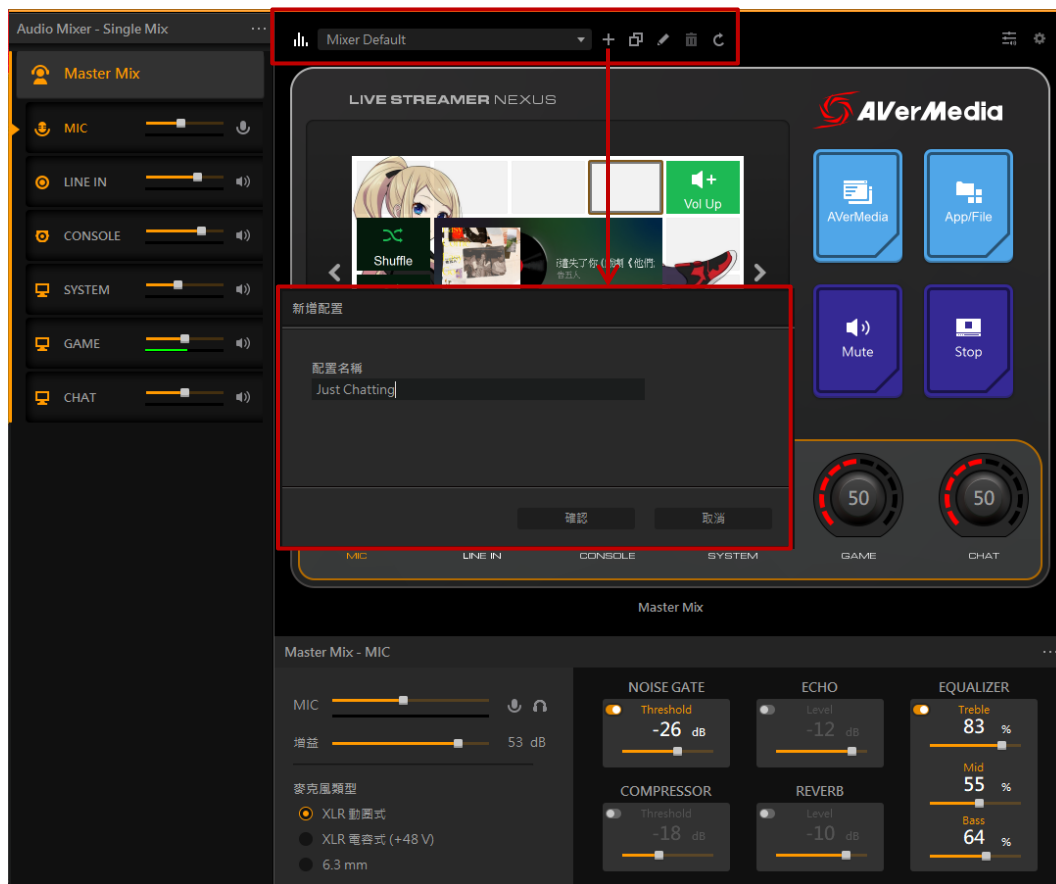 Audio Mixer - Single Mix
Mixer Default
Master Mix
MIC
LINE IN
CONSOLE
SYSTEM
GAME
CHAT
LIVE STREAMER NEXUS
AVerMedia
Vol Up
Shuffle
AVerMedia
App/File
Mute
Stop
新增配置
配置名稱
Just Chatting
確認
取消
50
50
MIC
LINE IN
CONSOLE
SYSTEM
GAME
CHAT
Master Mix
Master Mix - MIC
MIC
增益
53 dB
麥克風類型
XLR 動圈式
XLR 電容式 (+48 V)
6.3 mm
NOISE GATE
Threshold
-26 dB
ECHO
Level
-12 dB
COMPRESSOR
Threshold
-18 dB
REVERB
Level
-10 dB
EQUALIZER
Treble
83 %
Mid
55 %
Bass
64 %